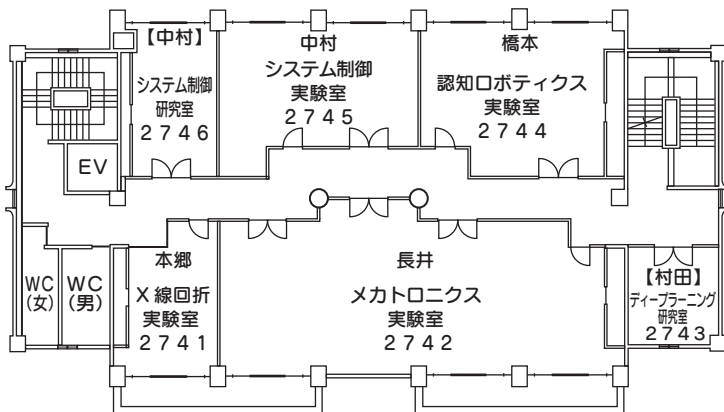 【中村】
システム制御
研究室
２７４６
中村
システム制御
実験室
２７４５
橋本
認知ロボティクス
実験室
２７４４
EV
WC
(女)
WC
(男)
本郷
Ｘ線回折
実験室
２７４１
長井
メカトロニクス
実験室
２７４２
【村田】
ディープラーニング
研究室
２７４３